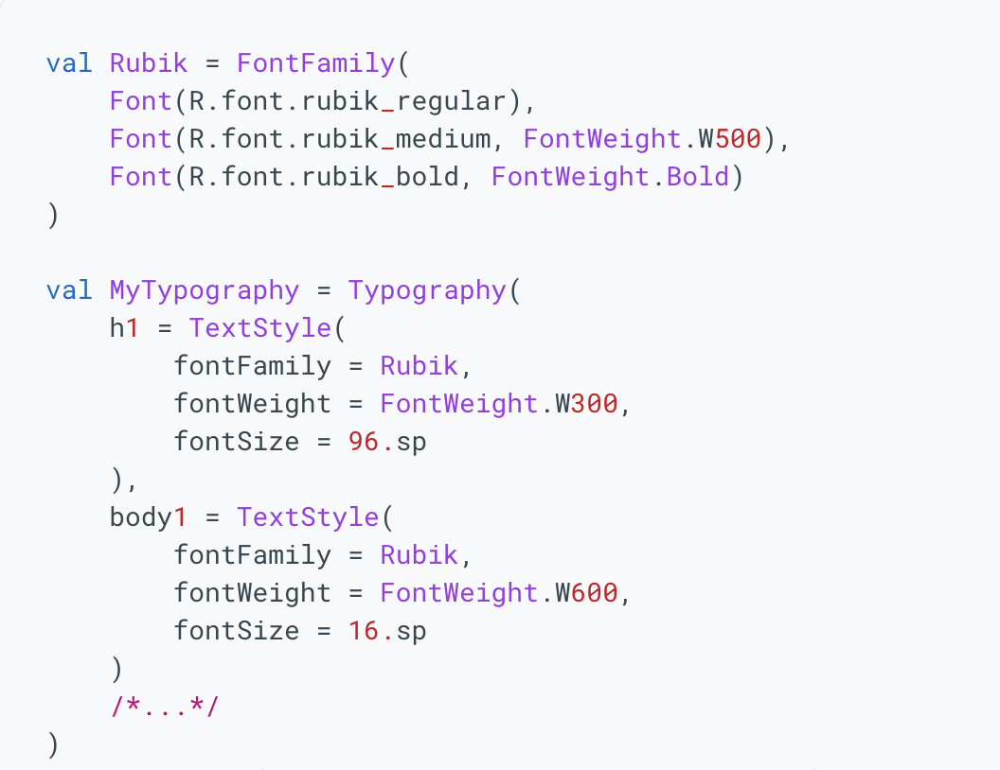 val Rubik = FontFamily(
    Font(R.font.rubik_regular),
    Font(R.font.rubik_medium, FontWeight.W500),
    Font(R.font.rubik_bold, FontWeight.Bold)
)

val MyTypography = Typography(
    h1 = TextStyle(
        fontFamily = Rubik,
        fontWeight = FontWeight.W300,
        fontSize = 96.sp
    ),
    body1 = TextStyle(
        fontFamily = Rubik,
        fontWeight = FontWeight.W600,
        fontSize = 16.sp
    )
    /*...*/
)